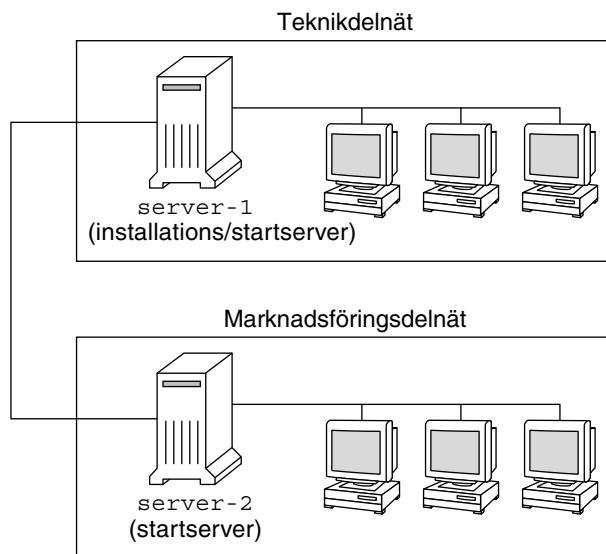 Teknikdelnät
server-1
(installations/startserver)
Marknadsföringsdelnät
server-2
(startserver)